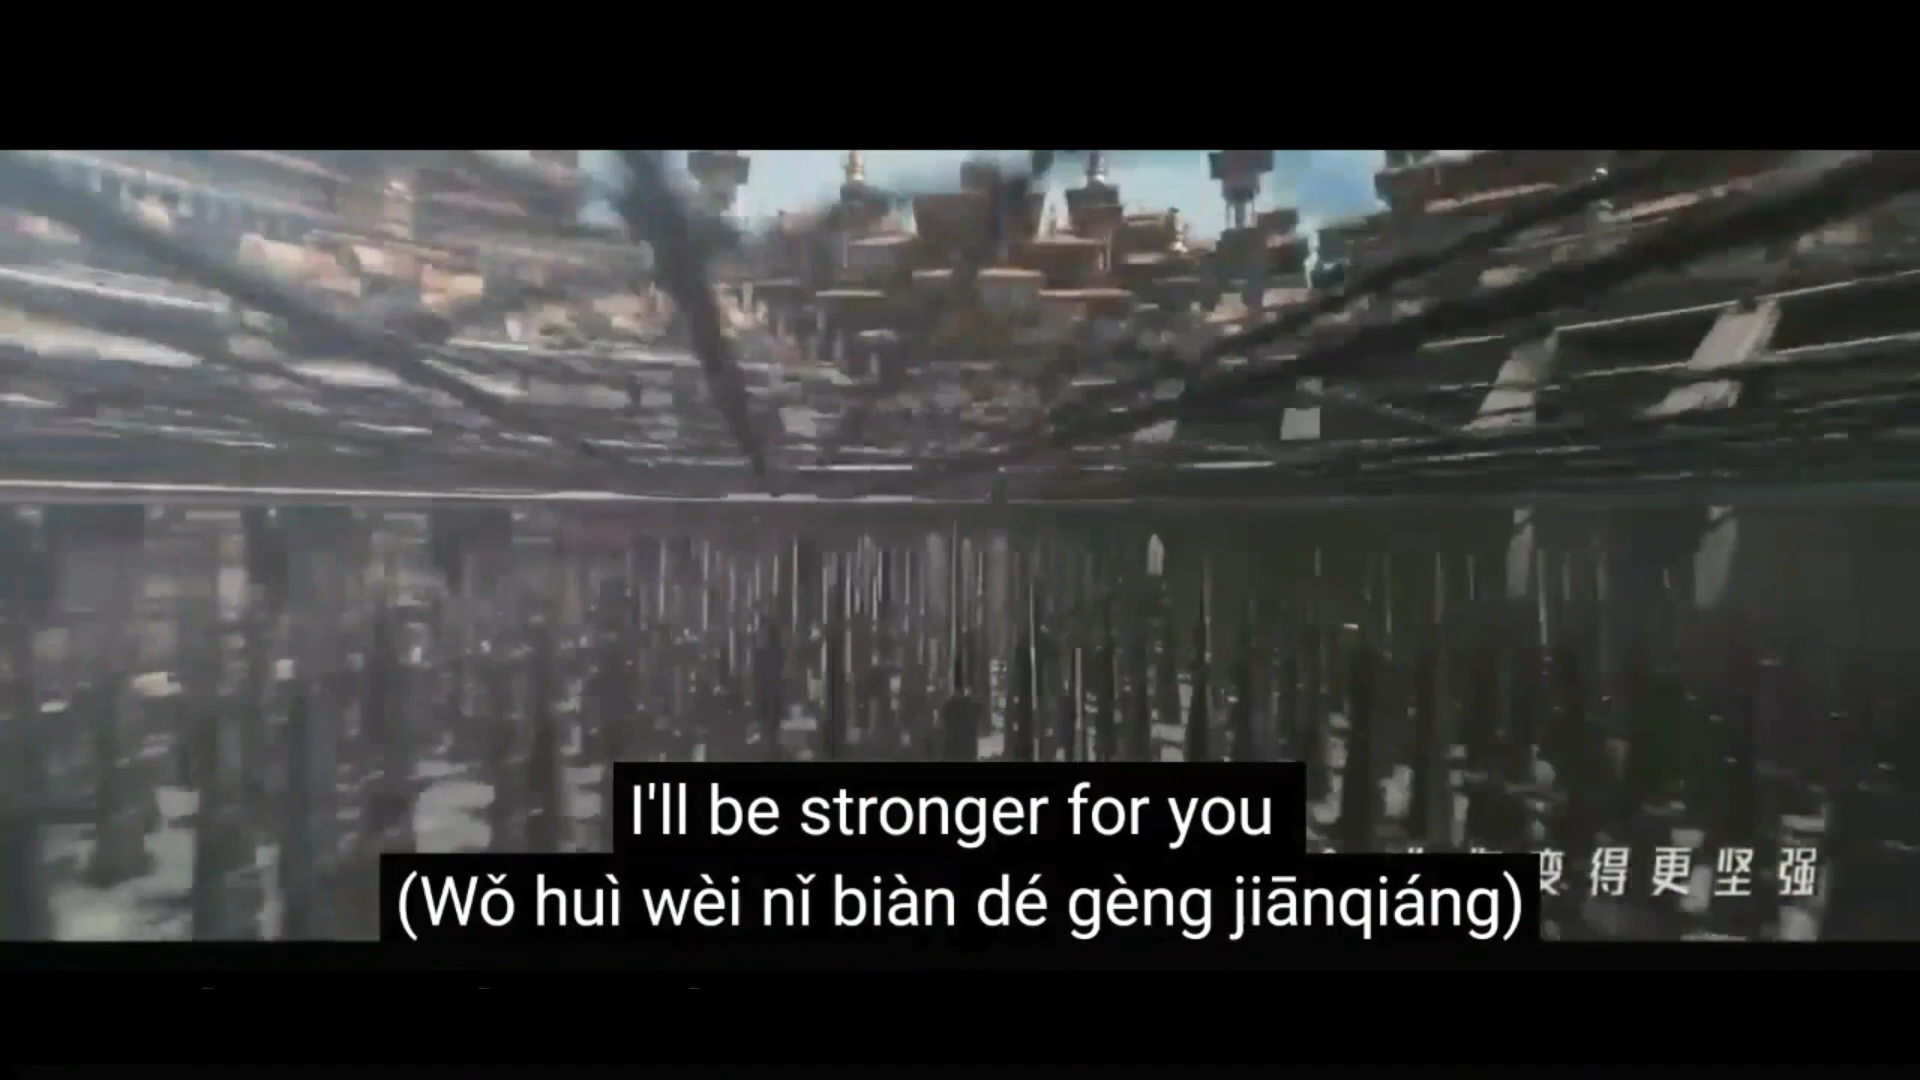 I'll be stronger for you
(Wǒ huì wèi nǐ biàn dé gèng jiānqiáng)
变得更坚强